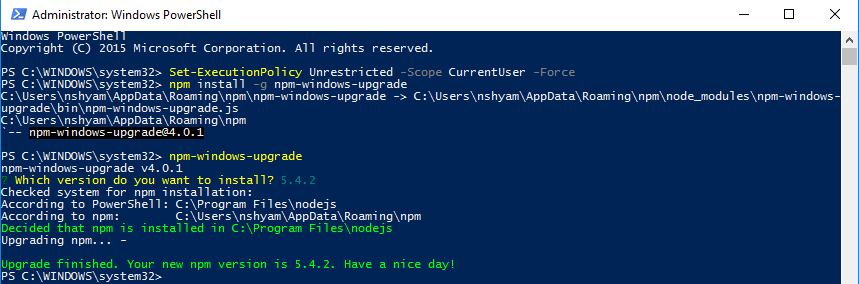 Administrator: Windows PowerShell
Windows PowerShell
Copyright (C) 2015 Microsoft Corporation. All rights reserved.
PS C:\WINDOWS\system32> Set-ExecutionPolicy Unrestricted -Scope CurrentUser -Force
PS C:\WINDOWS\system32> npm install -g npm-windows-upgrade
C:\Users\nshyam\AppData\Roaming\npm\npm-windows-upgrade -> C:\Users\nshyam\AppData\Roaming\npm\node_modules\npm-windows-
upgrade\bin\npm-windows-upgrade.js
C:\Users\nshyam\AppData\Roaming\npm
`-- npm-windows-upgrade@4.0.1
PS C:\WINDOWS\system32> npm-windows-upgrade
npm-windows-upgrade v4.0.1
? Which version do you want to install? 5.4.2
Checked system for npm installation:
According to PowerShell: C:\Program Files\nodejs
According to npm:        C:\Users\nshyam\AppData\Roaming\npm
Decided that npm is installed in C:\Program Files\nodejs
Upgrading npm... -
Upgrade finished. Your new npm version is 5.4.2. Have a nice day!
PS C:\WINDOWS\system32>